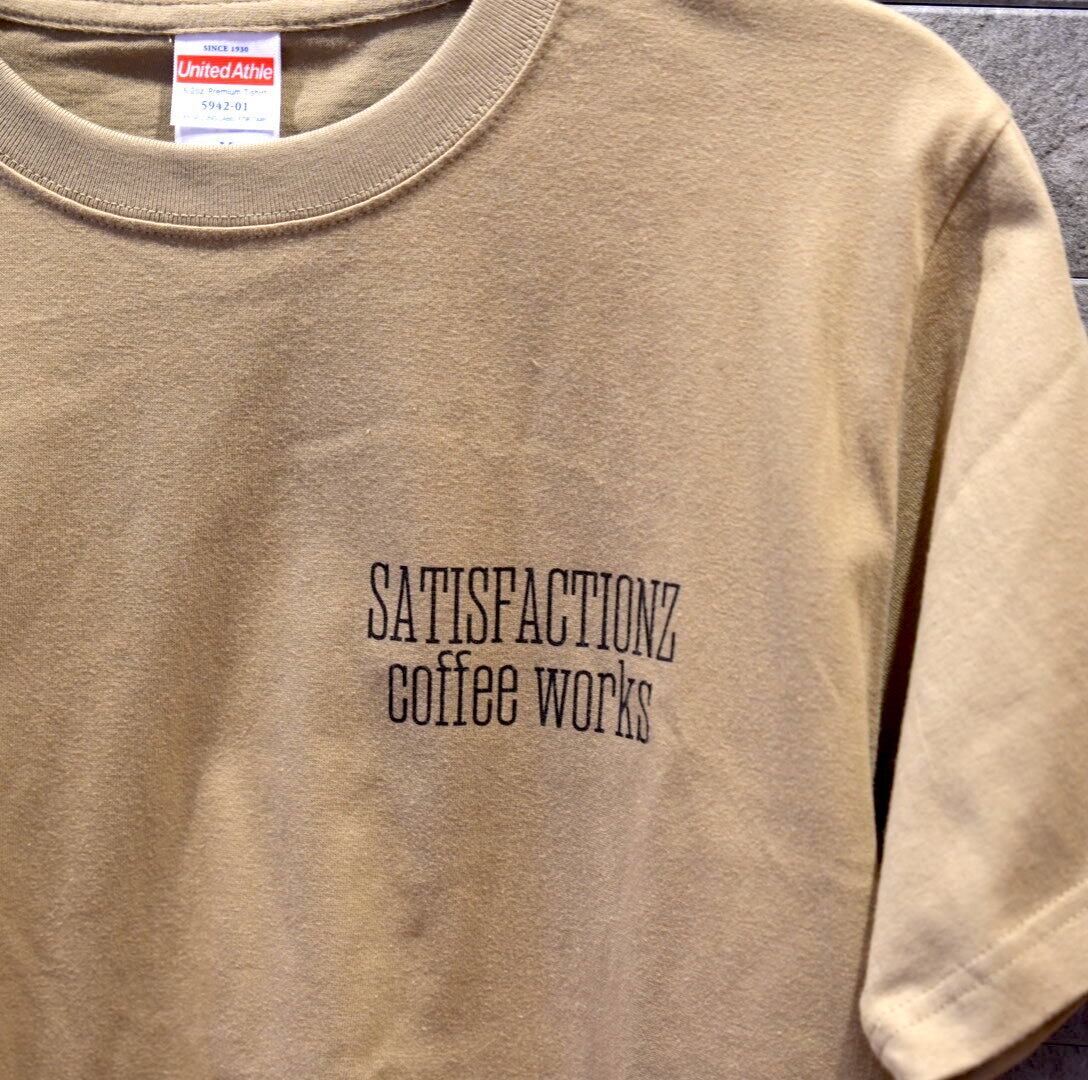 SINCE 1930
United Athle
5942-01
SATISFACTIONZ
coffee works